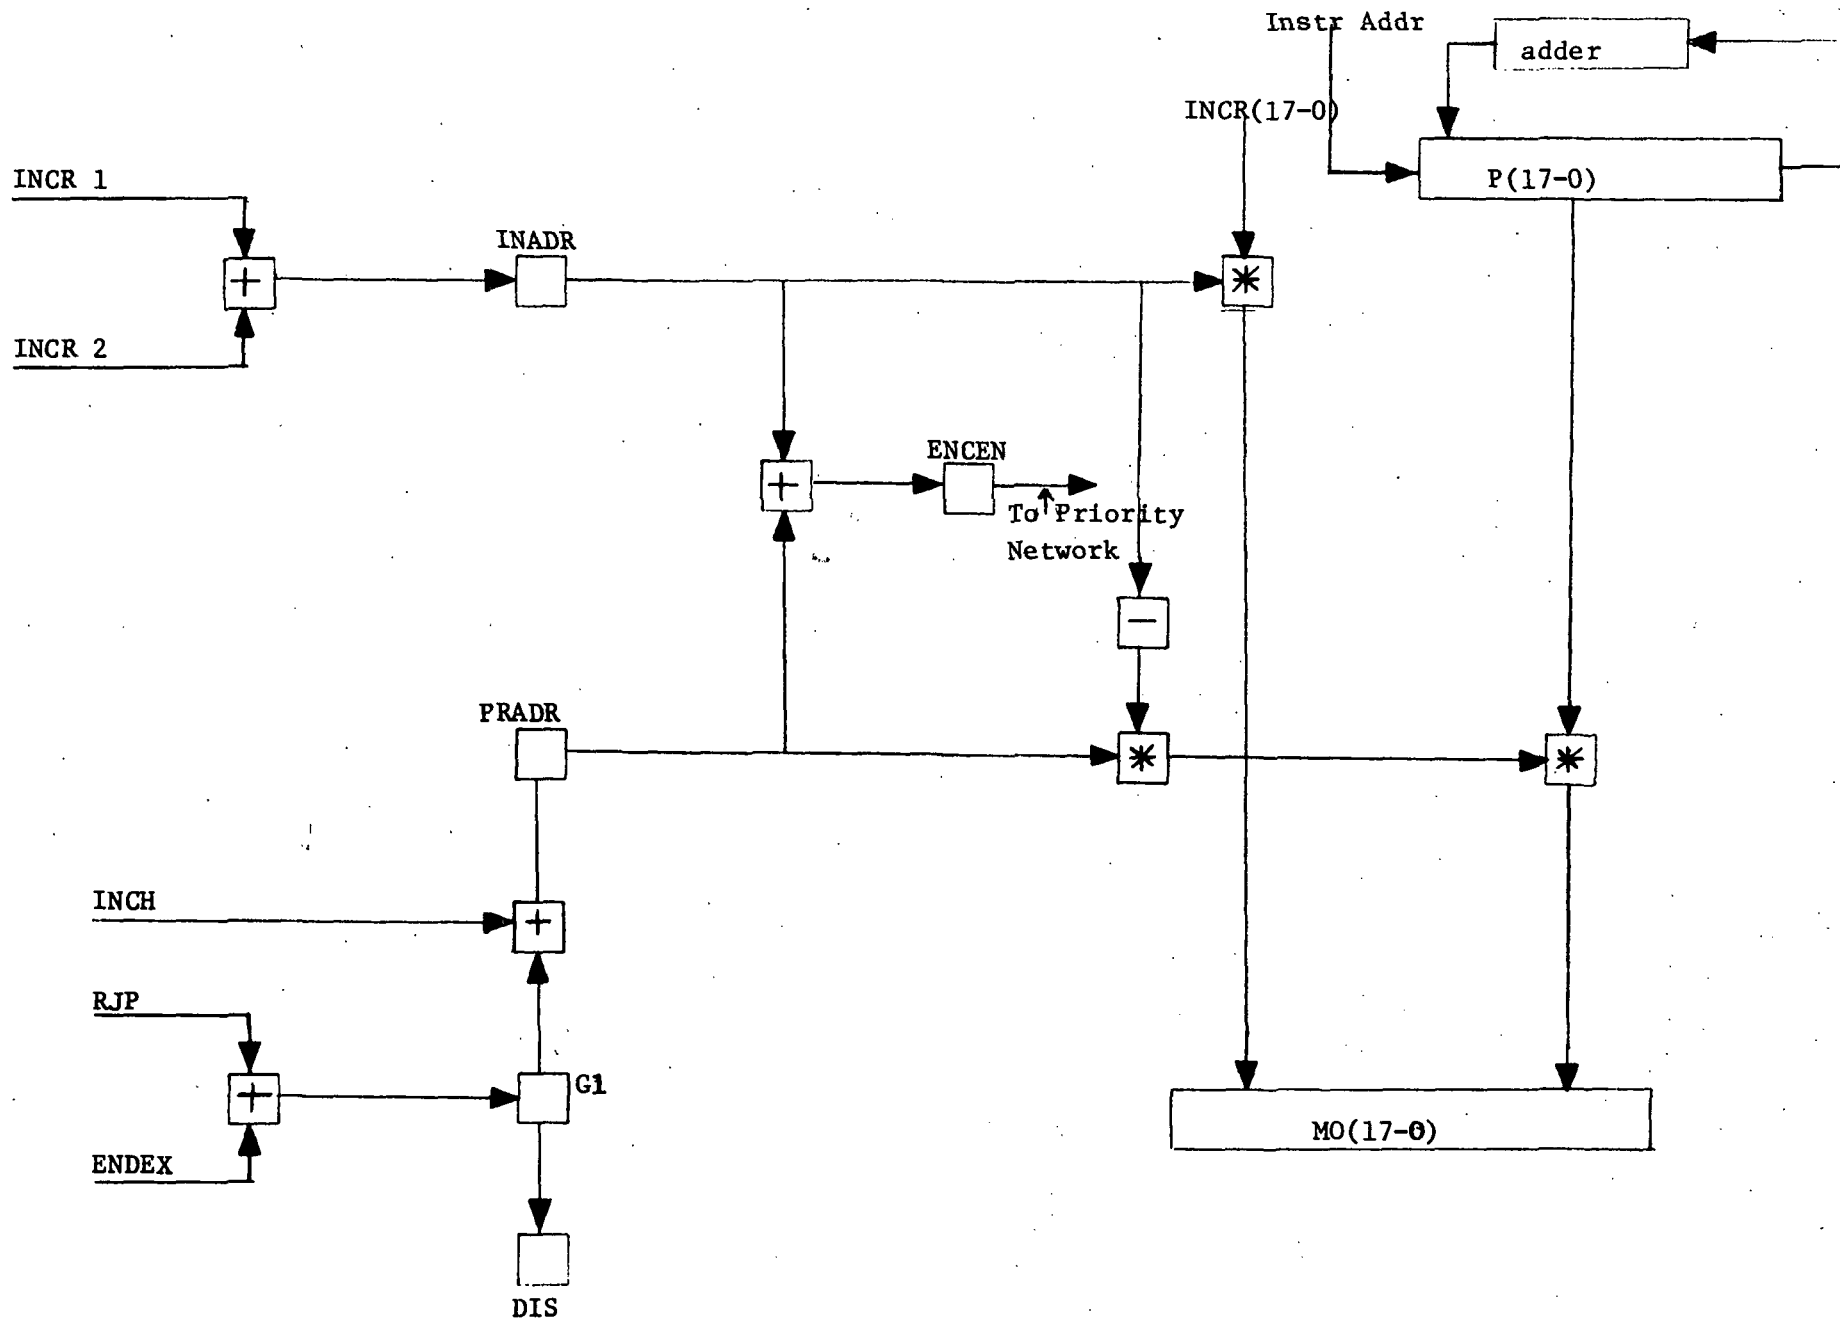 Instr Addr
adder
INCR(17-0)
P(17-0)
INCR 1
INADR
+
*
INCR 2
ENCEN
+
To Priority
Network
−
PRADR
*
*
INCH
+
RJP
G1
+
MO(17-0)
ENDEX
DIS